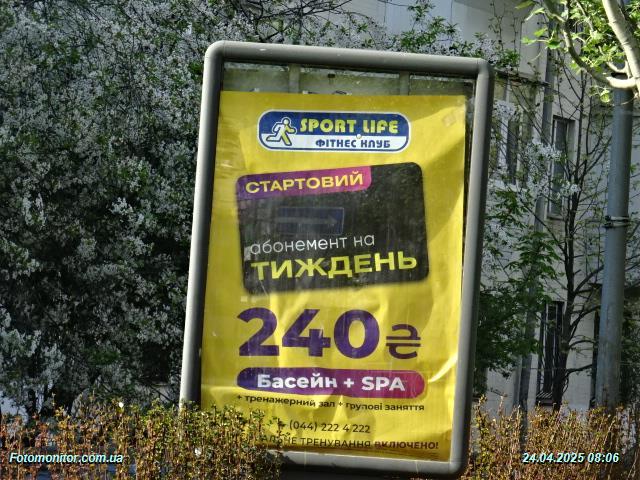 SPORT LIFE
ФІТНЕС КЛУБ
СТАРТОВИЙ
абонемент на
ТИЖДЕНЬ
240₴
Басейн + SPA
+ тренажерний зал + групові заняття
(044) 222 4 222
ТРЕНУВАННЯ ВКЛЮЧЕНО!
Fotomonitor.com.ua
24.04.2025 08:06